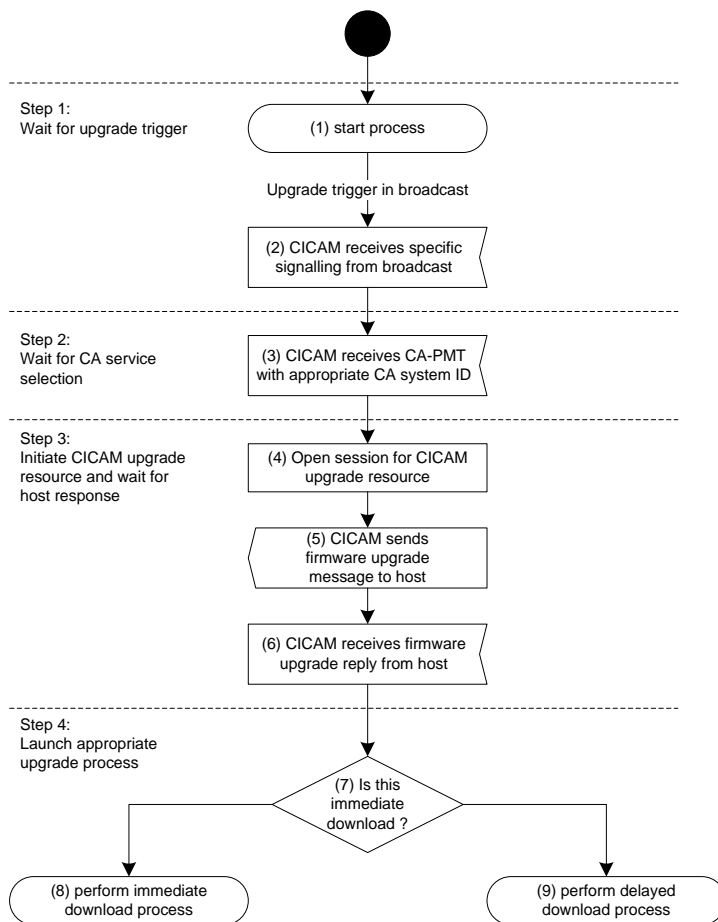 Step 1:
Wait for upgrade trigger
(1) start process
Upgrade trigger in broadcast
(2) CICAM receives specific
signalling from broadcast
Step 2:
Wait for CA service
selection
(3) CICAM receives CA-PMT
with appropriate CA system ID
Step 3:
Initiate CICAM upgrade
resource and wait for
host response
(4) Open session for CICAM
upgrade resource
(5) CICAM sends
firmware upgrade
message to host
(6) CICAM receives firmware
upgrade reply from host
Step 4:
Launch appropriate
upgrade process
(7) Is this
immediate
download ?
(8) perform immediate
download process
(9) perform delayed
download process